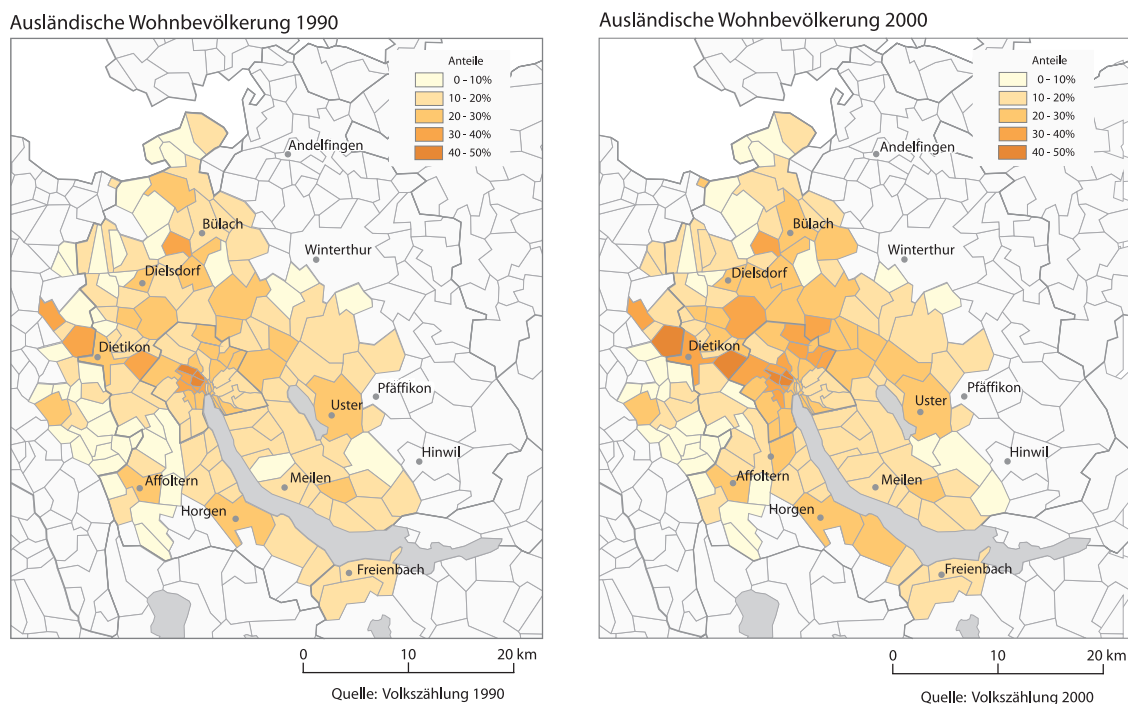 Ausländische Wohnbevölkerung 1990
Anteile
0 - 10%
10 - 20%
20 - 30%
30 - 40%
40 - 50%
Andelfingen
Bülach
Winterthur
Dielsdorf
Dietikon
Pfäffikon
Uster
Hinwil
Affoltern
Meilen
Horgen
Freienbach
0 10 20 km
Quelle: Volkszählung 1990
Ausländische Wohnbevölkerung 2000
Anteile
0 - 10%
10 - 20%
20 - 30%
30 - 40%
40 - 50%
Andelfingen
Bülach
Winterthur
Dielsdorf
Dietikon
Pfäffikon
Uster
Hinwil
Affoltern
Meilen
Horgen
Freienbach
0 10 20 km
Quelle: Volkszählung 2000